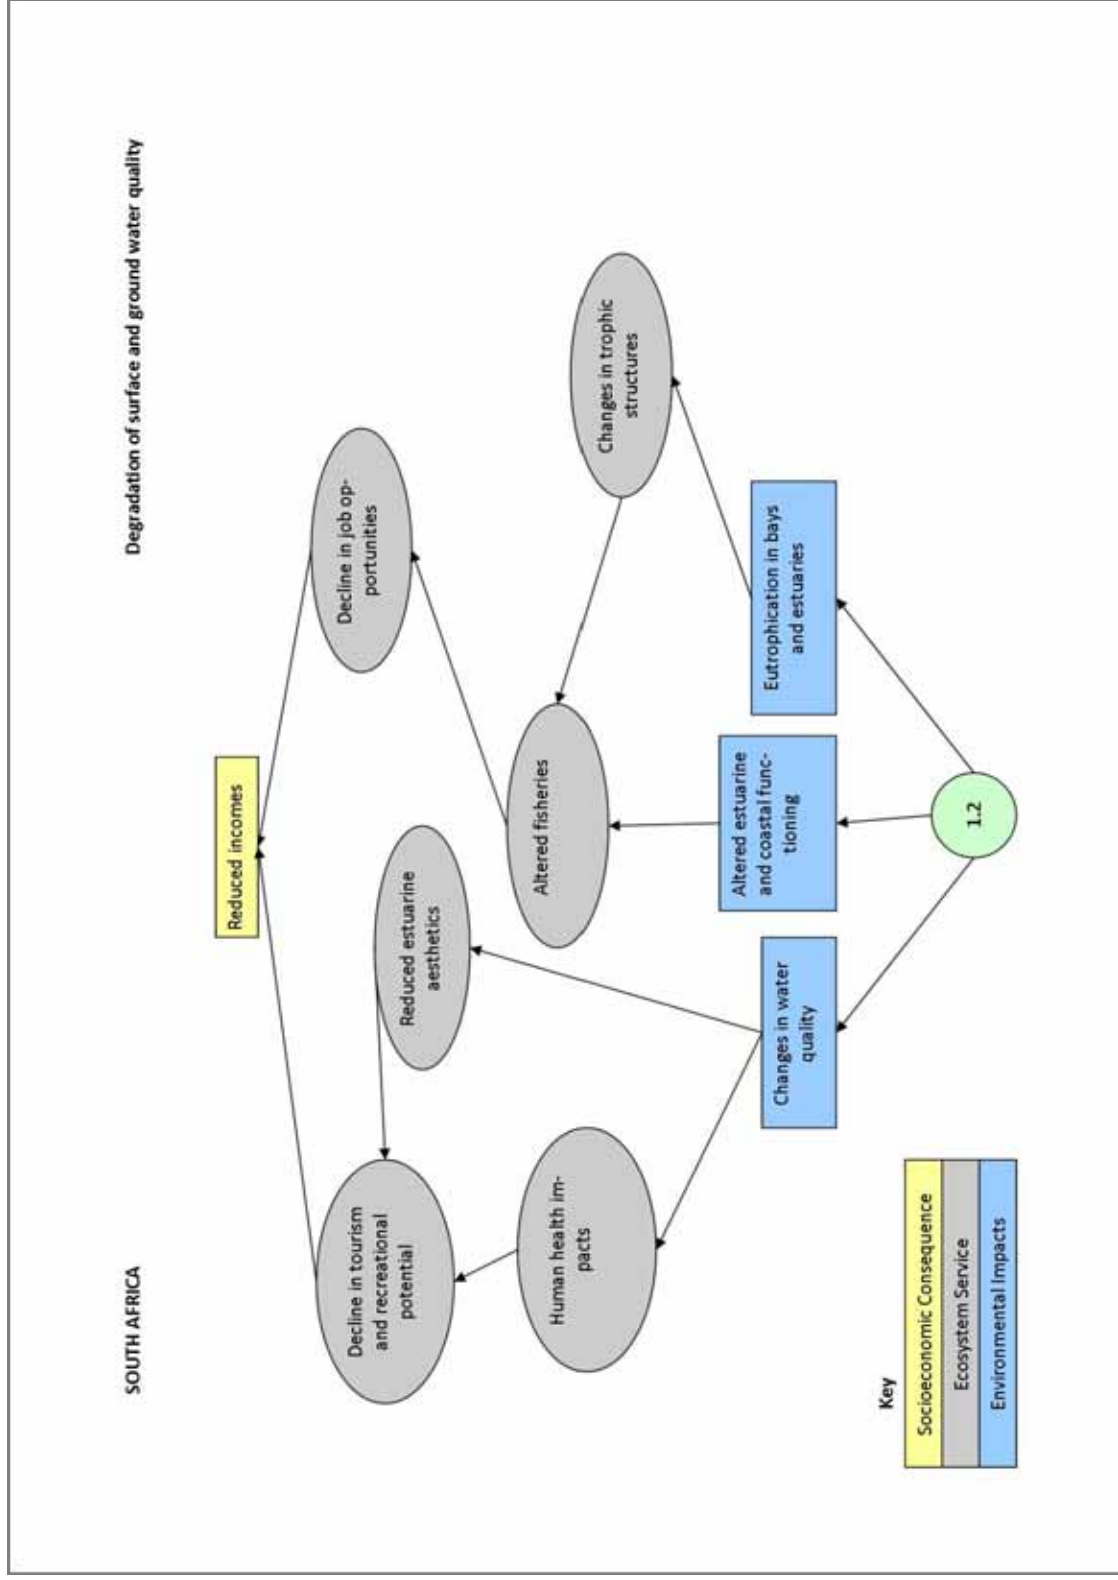 SOUTH AFRICA
Degradation of surface and ground water quality
Reduced incomes
Decline in tourism
and recreational
potential
Reduced estuarine
aesthetics
Decline in job op-
portunities
Human health im-
pacts
Altered fisheries
Changes in trophic
structures
Changes in water
quality
Altered estuarine
and coastal func-
tioning
Eutrophication in bays
and estuaries
1.2
Key
Socioeconomic Consequence
Ecosystem Service
Environmental Impacts